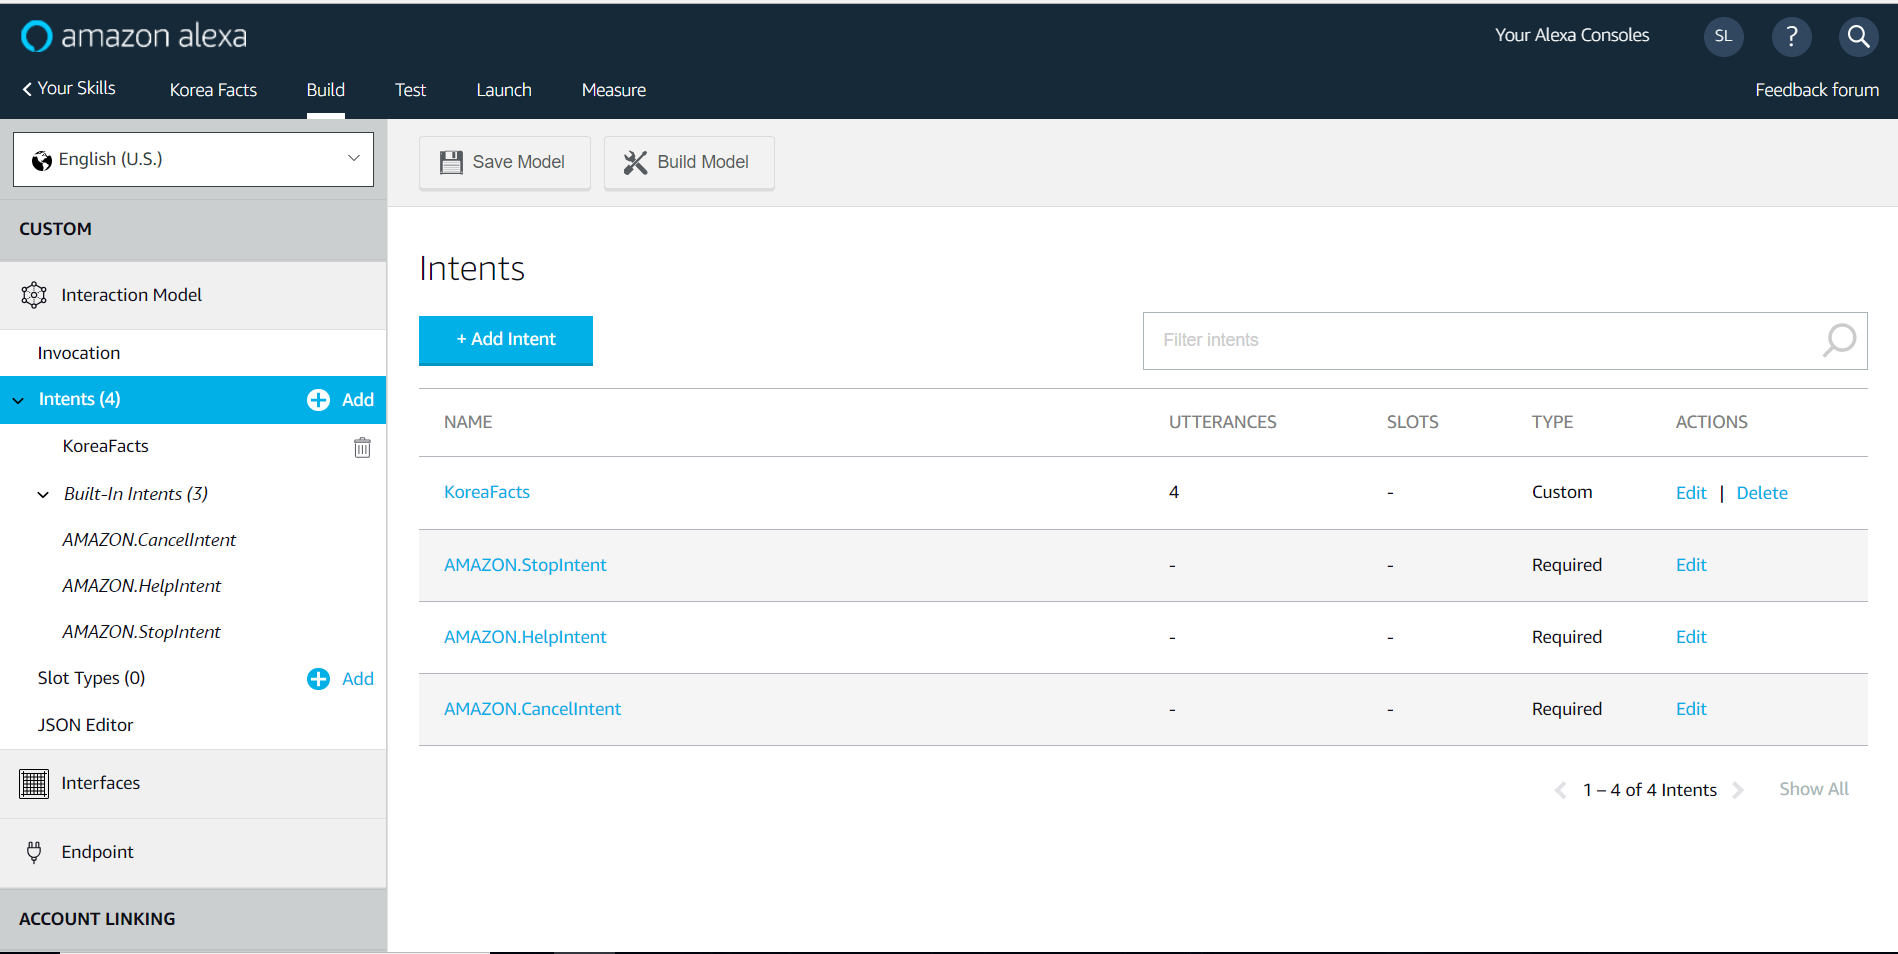 amazon alexa
Your Alexa Consoles
SL
?
Your Skills
Korea Facts
Build
Test
Launch
Measure
Feedback forum
English (U.S.)
Save Model
Build Model
CUSTOM
Interaction Model
Invocation
Intents (4)
Add
KoreaFacts
Built-In Intents (3)
AMAZON.CancelIntent
AMAZON.HelpIntent
AMAZON.StopIntent
Slot Types (0)
Add
JSON Editor
Interfaces
Endpoint
ACCOUNT LINKING
Intents
+ Add Intent
Filter intents
NAME UTTERANCES SLOTS TYPE ACTIONS
KoreaFacts 4 - Custom Edit | Delete
AMAZON.StopIntent - - Required Edit
AMAZON.HelpIntent - - Required Edit
AMAZON.CancelIntent - - Required Edit
1 – 4 of 4 Intents
Show All